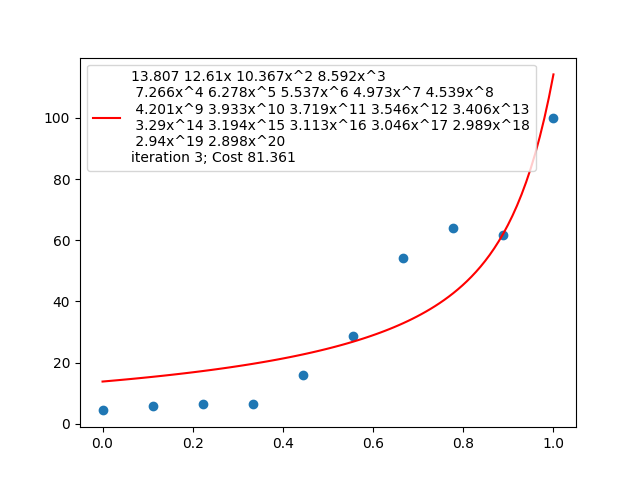 13.807 12.61x 10.367x^2 8.592x^3
7.266x^4 6.278x^5 5.537x^6 4.973x^7 4.539x^8
4.201x^9 3.933x^10 3.719x^11 3.546x^12 3.406x^13
3.29x^14 3.194x^15 3.113x^16 3.046x^17 2.989x^18
2.94x^19 2.898x^20
iteration 3; Cost 81.361
100
80
60
40
20
0
0.0 0.2 0.4 0.6 0.8 1.0